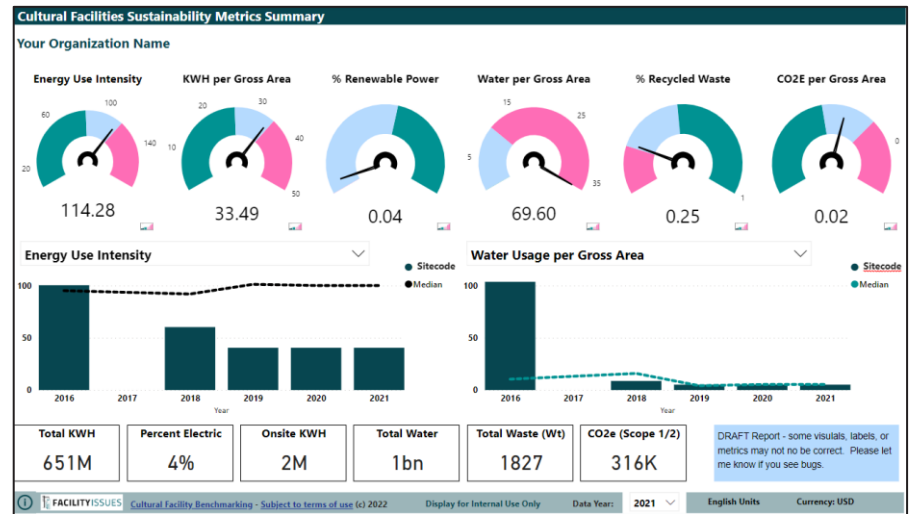 Cultural Facilities Sustainability Metrics Summary
Your Organization Name
Energy Use Intensity
KWH per Gross Area
% Renewable Power
Water per Gross Area
% Recycled Waste
CO2E per Gross Area
20
60
100
140
114.28
10
20
30
40
50
33.49
0.04
5
15
25
35
69.60
1
0.25
0
0.02
Energy Use Intensity
Sitecode
Median
100
50
0
2016 2017 2018 2019 2020 2021
Year
Water Usage per Gross Area
Sitecode
Median
100
50
0
2016 2017 2018 2019 2020 2021
Year
Total KWH
651M
Percent Electric
4%
Onsite KWH
2M
Total Water
1bn
Total Waste (Wt)
1827
CO2e (Scope 1/2)
316K
DRAFT Report - some visulals, labels, or
metrics may not no be correct. Please let
me know if you see bugs.
FACILITYISSUES
Cultural Facility Benchmarking - Subject to terms of use (c) 2022
Display for Internal Use Only
Data Year: 2021
English Units
Currency: USD